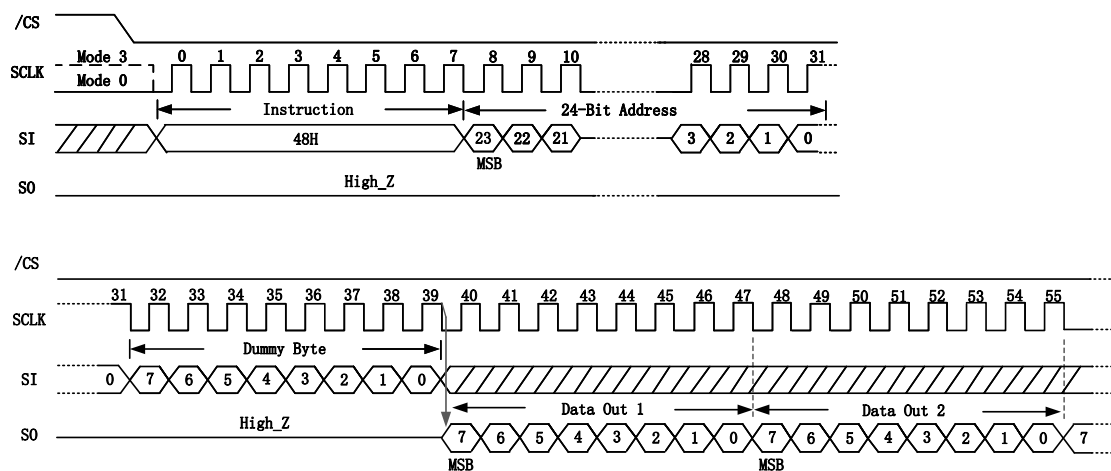 /CS
Mode 3 0 1 2 3 4 5 6 7 8 9 10 28 29 30 31
SCLK
Mode 0
Instruction 24-Bit Address
SI 48H 23 22 21 3 2 1 0
MSB
SO High_Z
/CS
31 32 33 34 35 36 37 38 39 40 41 42 43 44 45 46 47 48 49 50 51 52 53 54 55
SCLK
Dummy Byte
SI 0 7 6 5 4 3 2 1 0
Data Out 1 Data Out 2
SO High_Z 7 6 5 4 3 2 1 0 7 6 5 4 3 2 1 0 7
MSB MSB